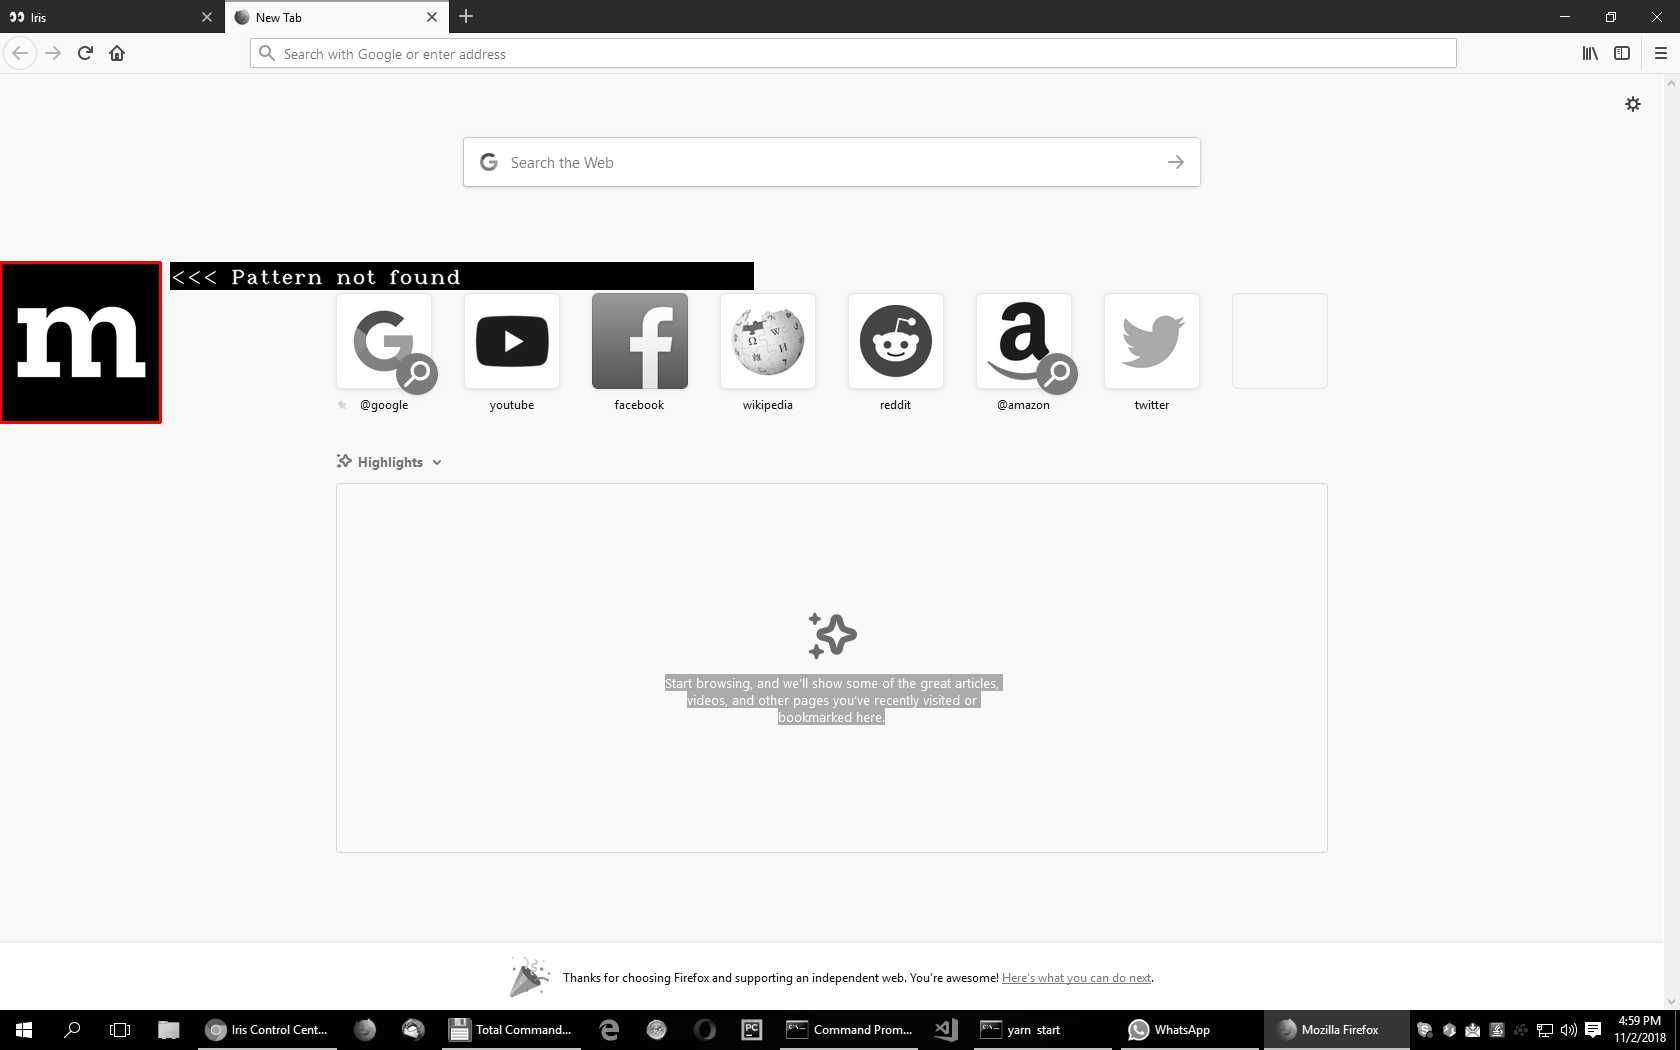 Iris
New Tab
Search with Google or enter address
Search the Web
m
<<< Pattern not found
@google
youtube
facebook
wikipedia
reddit
@amazon
twitter
Highlights
Start browsing, and we'll show some of the great articles,
videos, and other pages you've recently visited or
bookmarked here.
Thanks for choosing Firefox and supporting an independent web. You're awesome! Here's what you can do next.
Iris Control Cent...
Total Command...
PC
Command Prom...
yarn start
WhatsApp
Mozilla Firefox
4:59 PM
11/2/2018